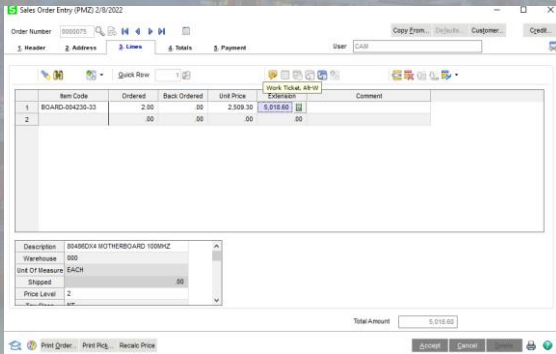 Sales Order Entry (PMZ) 2/8/2022
Order Number 0000075 Copy From... Defaults... Customer... Credit...
1. Header 2. Address 3. Lines 4. Totals 5. Payment User CAM
Quick Row 1
Work Ticket, Alt-W
Item Code Ordered Back Ordered Unit Price Extension Comment
1 BOARD-004230-33 2.00 .00 2,509.30 5,018.60
2 .00 .00 .00 .00
Description 80486DX4 MOTHERBOARD 100MHZ
Warehouse 000
Unit Of Measure EACH
Shipped .00
Price Level 2
Total Amount 5,018.60
Print Order... Print Pick... Recalc Price Accept Cancel Delete